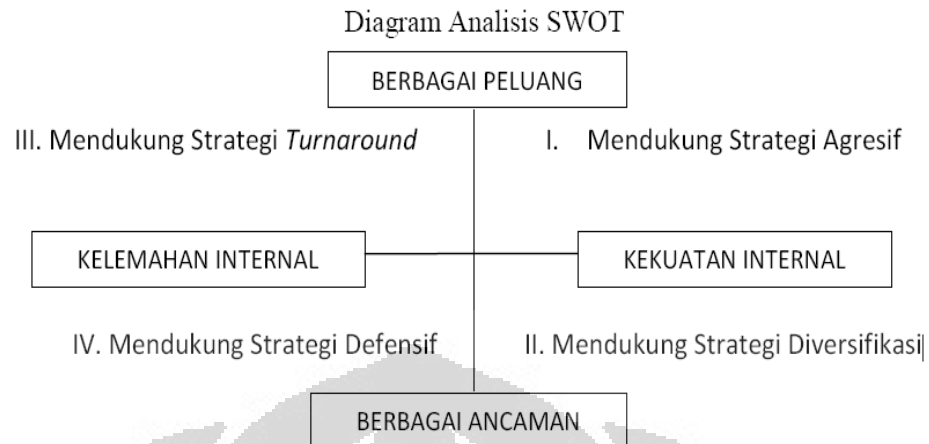 Diagram Analisis SWOT
BERBAGAI PELUANG
III. Mendukung Strategi Turnaround
I. Mendukung Strategi Agresif
KELEMAHAN INTERNAL
KEKUATAN INTERNAL
IV. Mendukung Strategi Defensif
II. Mendukung Strategi Diversifikasi
BERBAGAI ANCAMAN